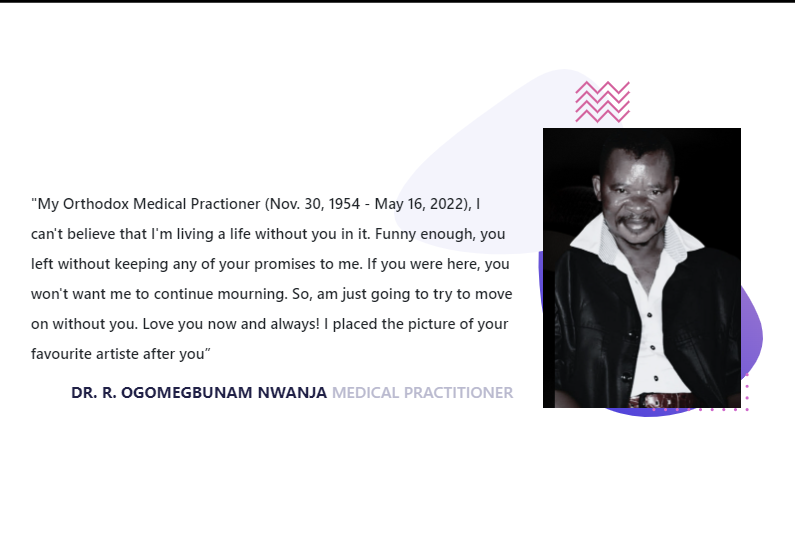 "My Orthodox Medical Practioner (Nov. 30, 1954 - May 16, 2022), I
can't believe that I'm living a life without you in it. Funny enough, you
left without keeping any of your promises to me. If you were here, you
won't want me to continue mourning. So, am just going to try to move
on without you. Love you now and always! I placed the picture of your
favourite artiste after you”
DR. R. OGOMEGBUNAM NWANJA MEDICAL PRACTITIONER